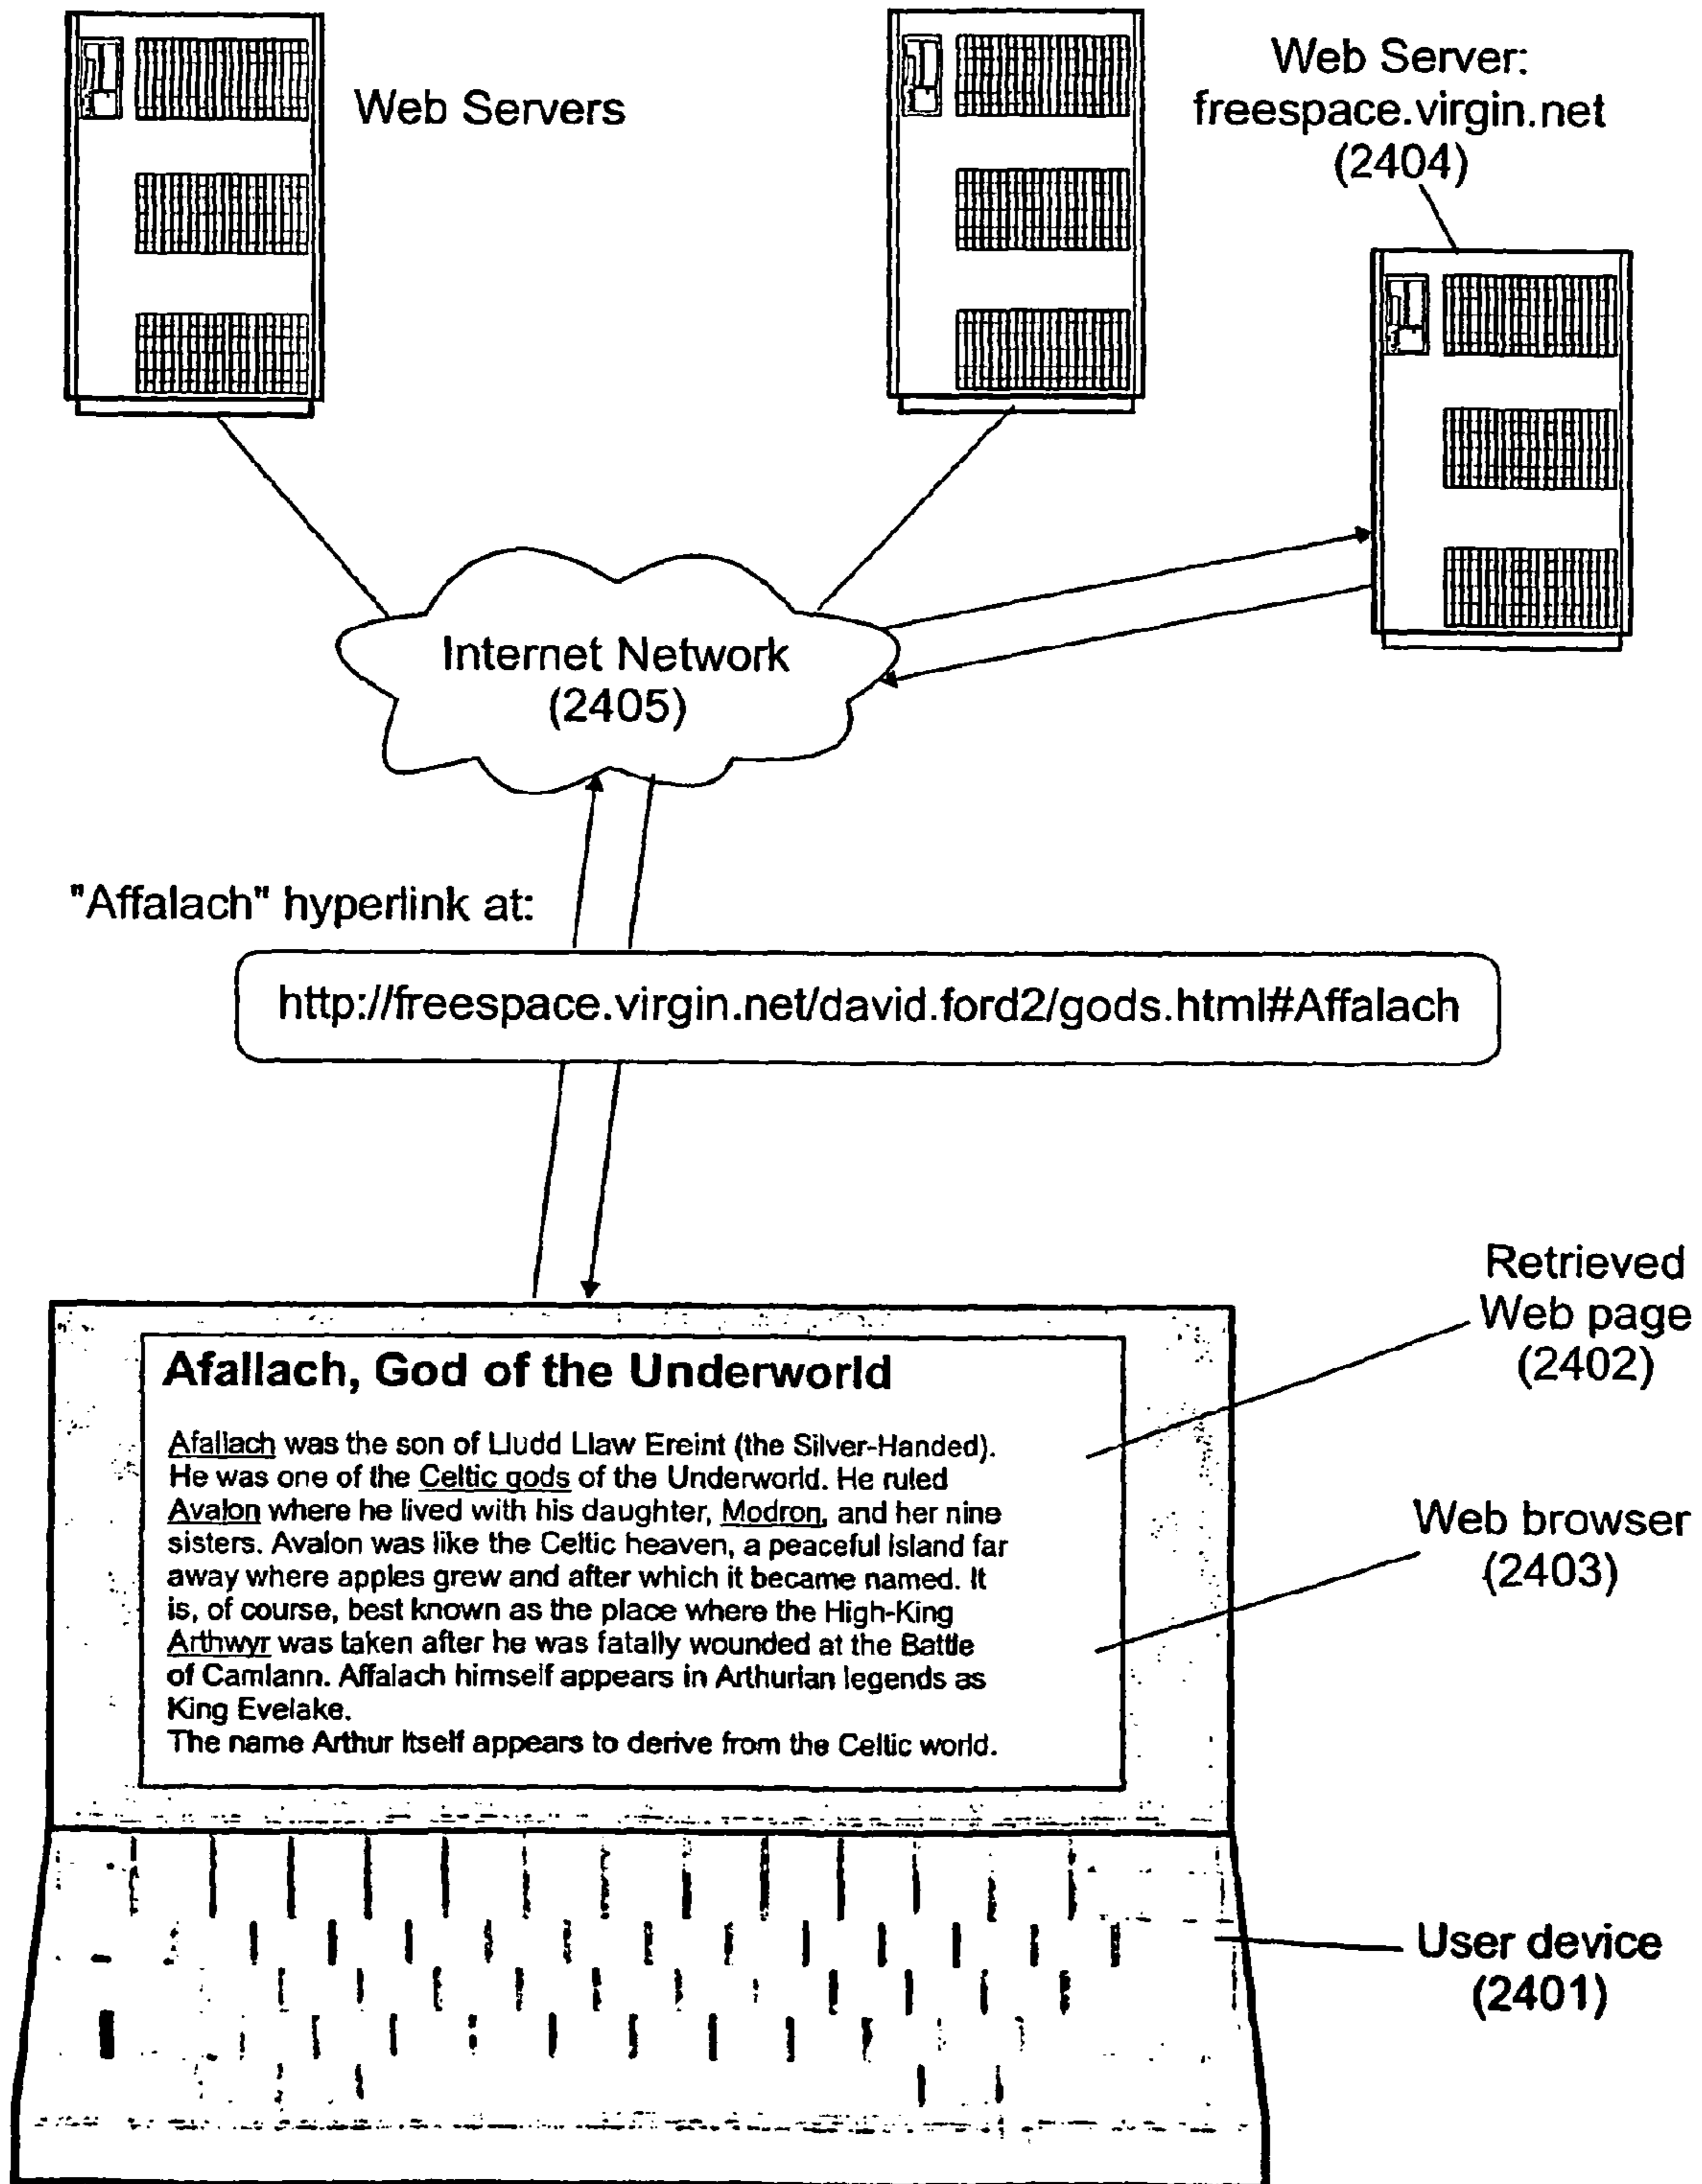 Web Servers
Web Server:
freespace.virgin.net
(2404)
Internet Network
(2405)
"Affalach" hyperlink at:
http://freespace.virgin.net/david.ford2/gods.html#Affalach
Retrieved
Web page
(2402)
Afallach, God of the Underworld
Afallach was the son of Lludd Llaw Ereint (the Silver-Handed).
He was one of the Celtic gods of the Underworld. He ruled
Avalon where he lived with his daughter, Modron, and her nine
sisters. Avalon was like the Celtic heaven, a peaceful island far
away where apples grew and after which it became named. It
is, of course, best known as the place where the High-King
Arthwyr was taken after he was fatally wounded at the Battle
of Camlann. Affalach himself appears in Arthurian legends as
King Evelake.
The name Arthur itself appears to derive from the Celtic world.
Web browser
(2403)
User device
(2401)